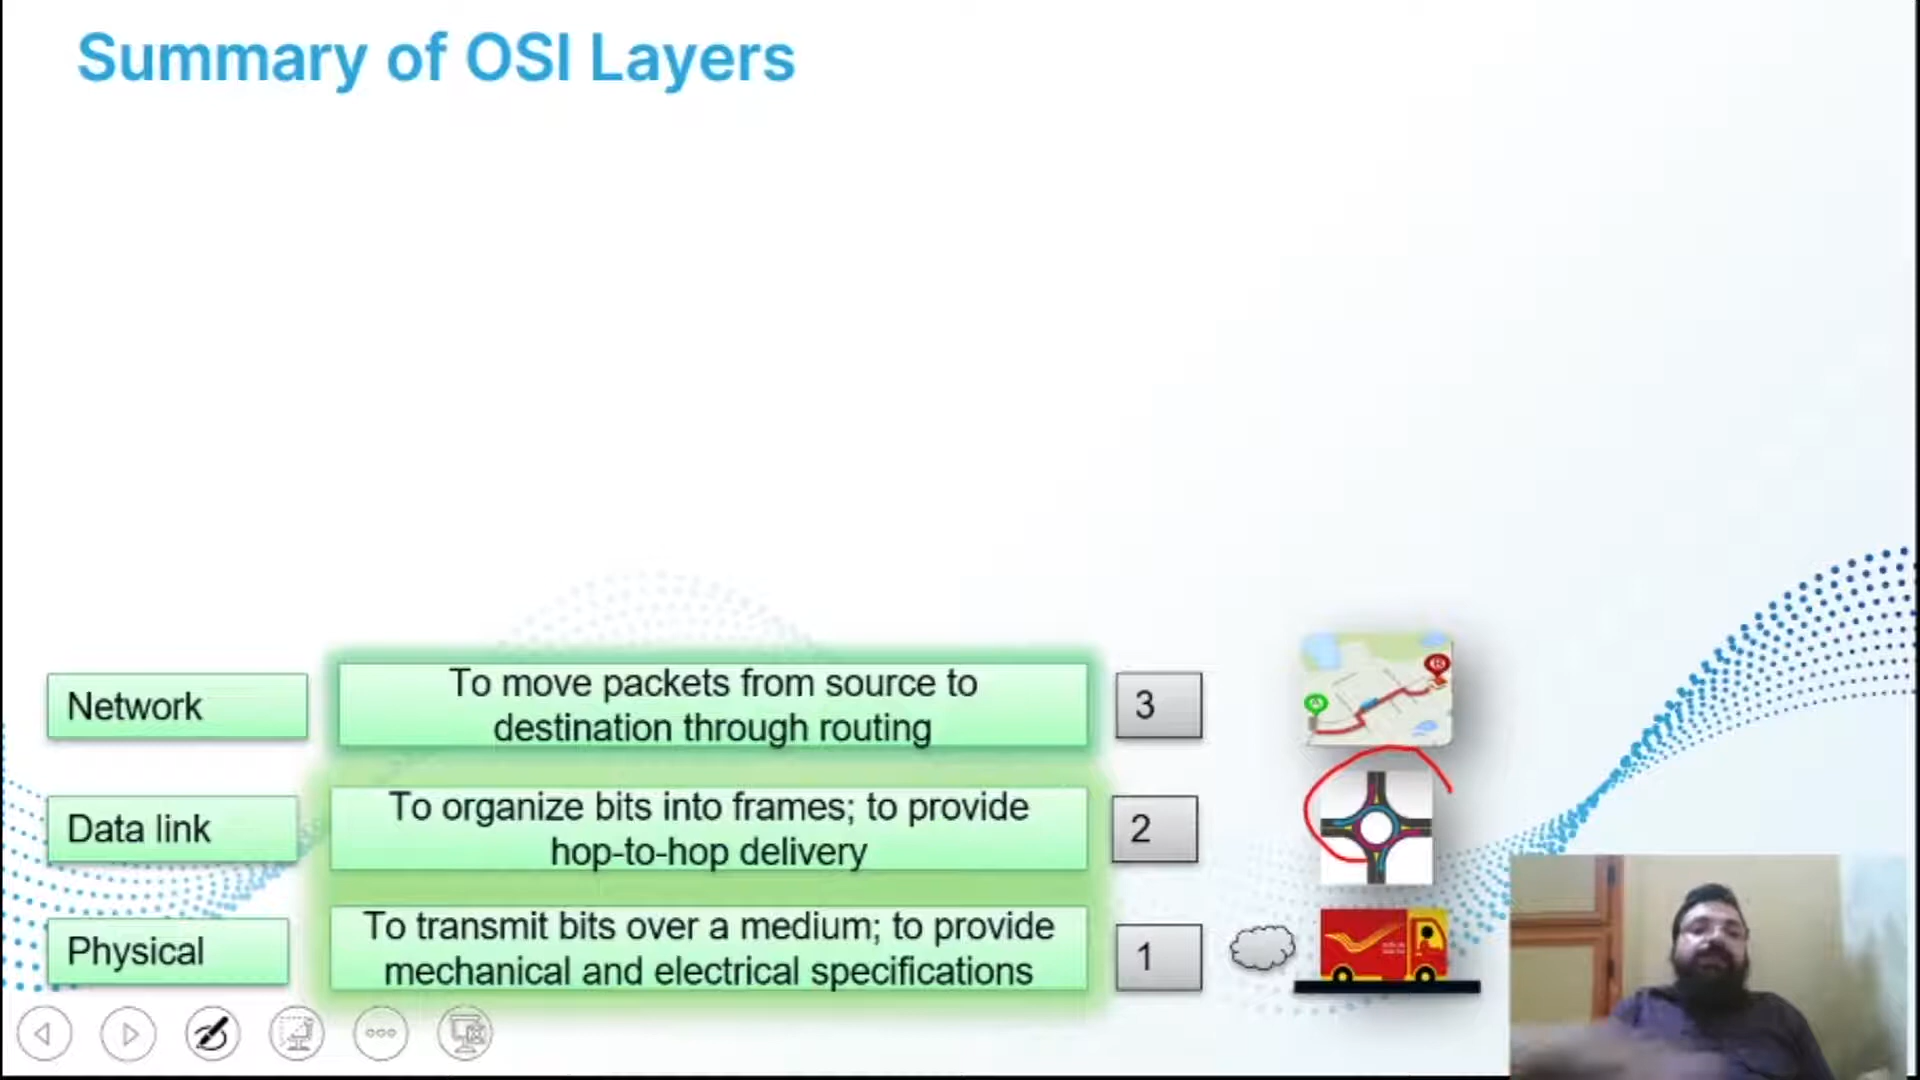 Summary of OSI Layers
Network
To move packets from source to
destination through routing
3
Data link
To organize bits into frames; to provide
hop-to-hop delivery
2
Physical
To transmit bits over a medium; to provide
mechanical and electrical specifications
1